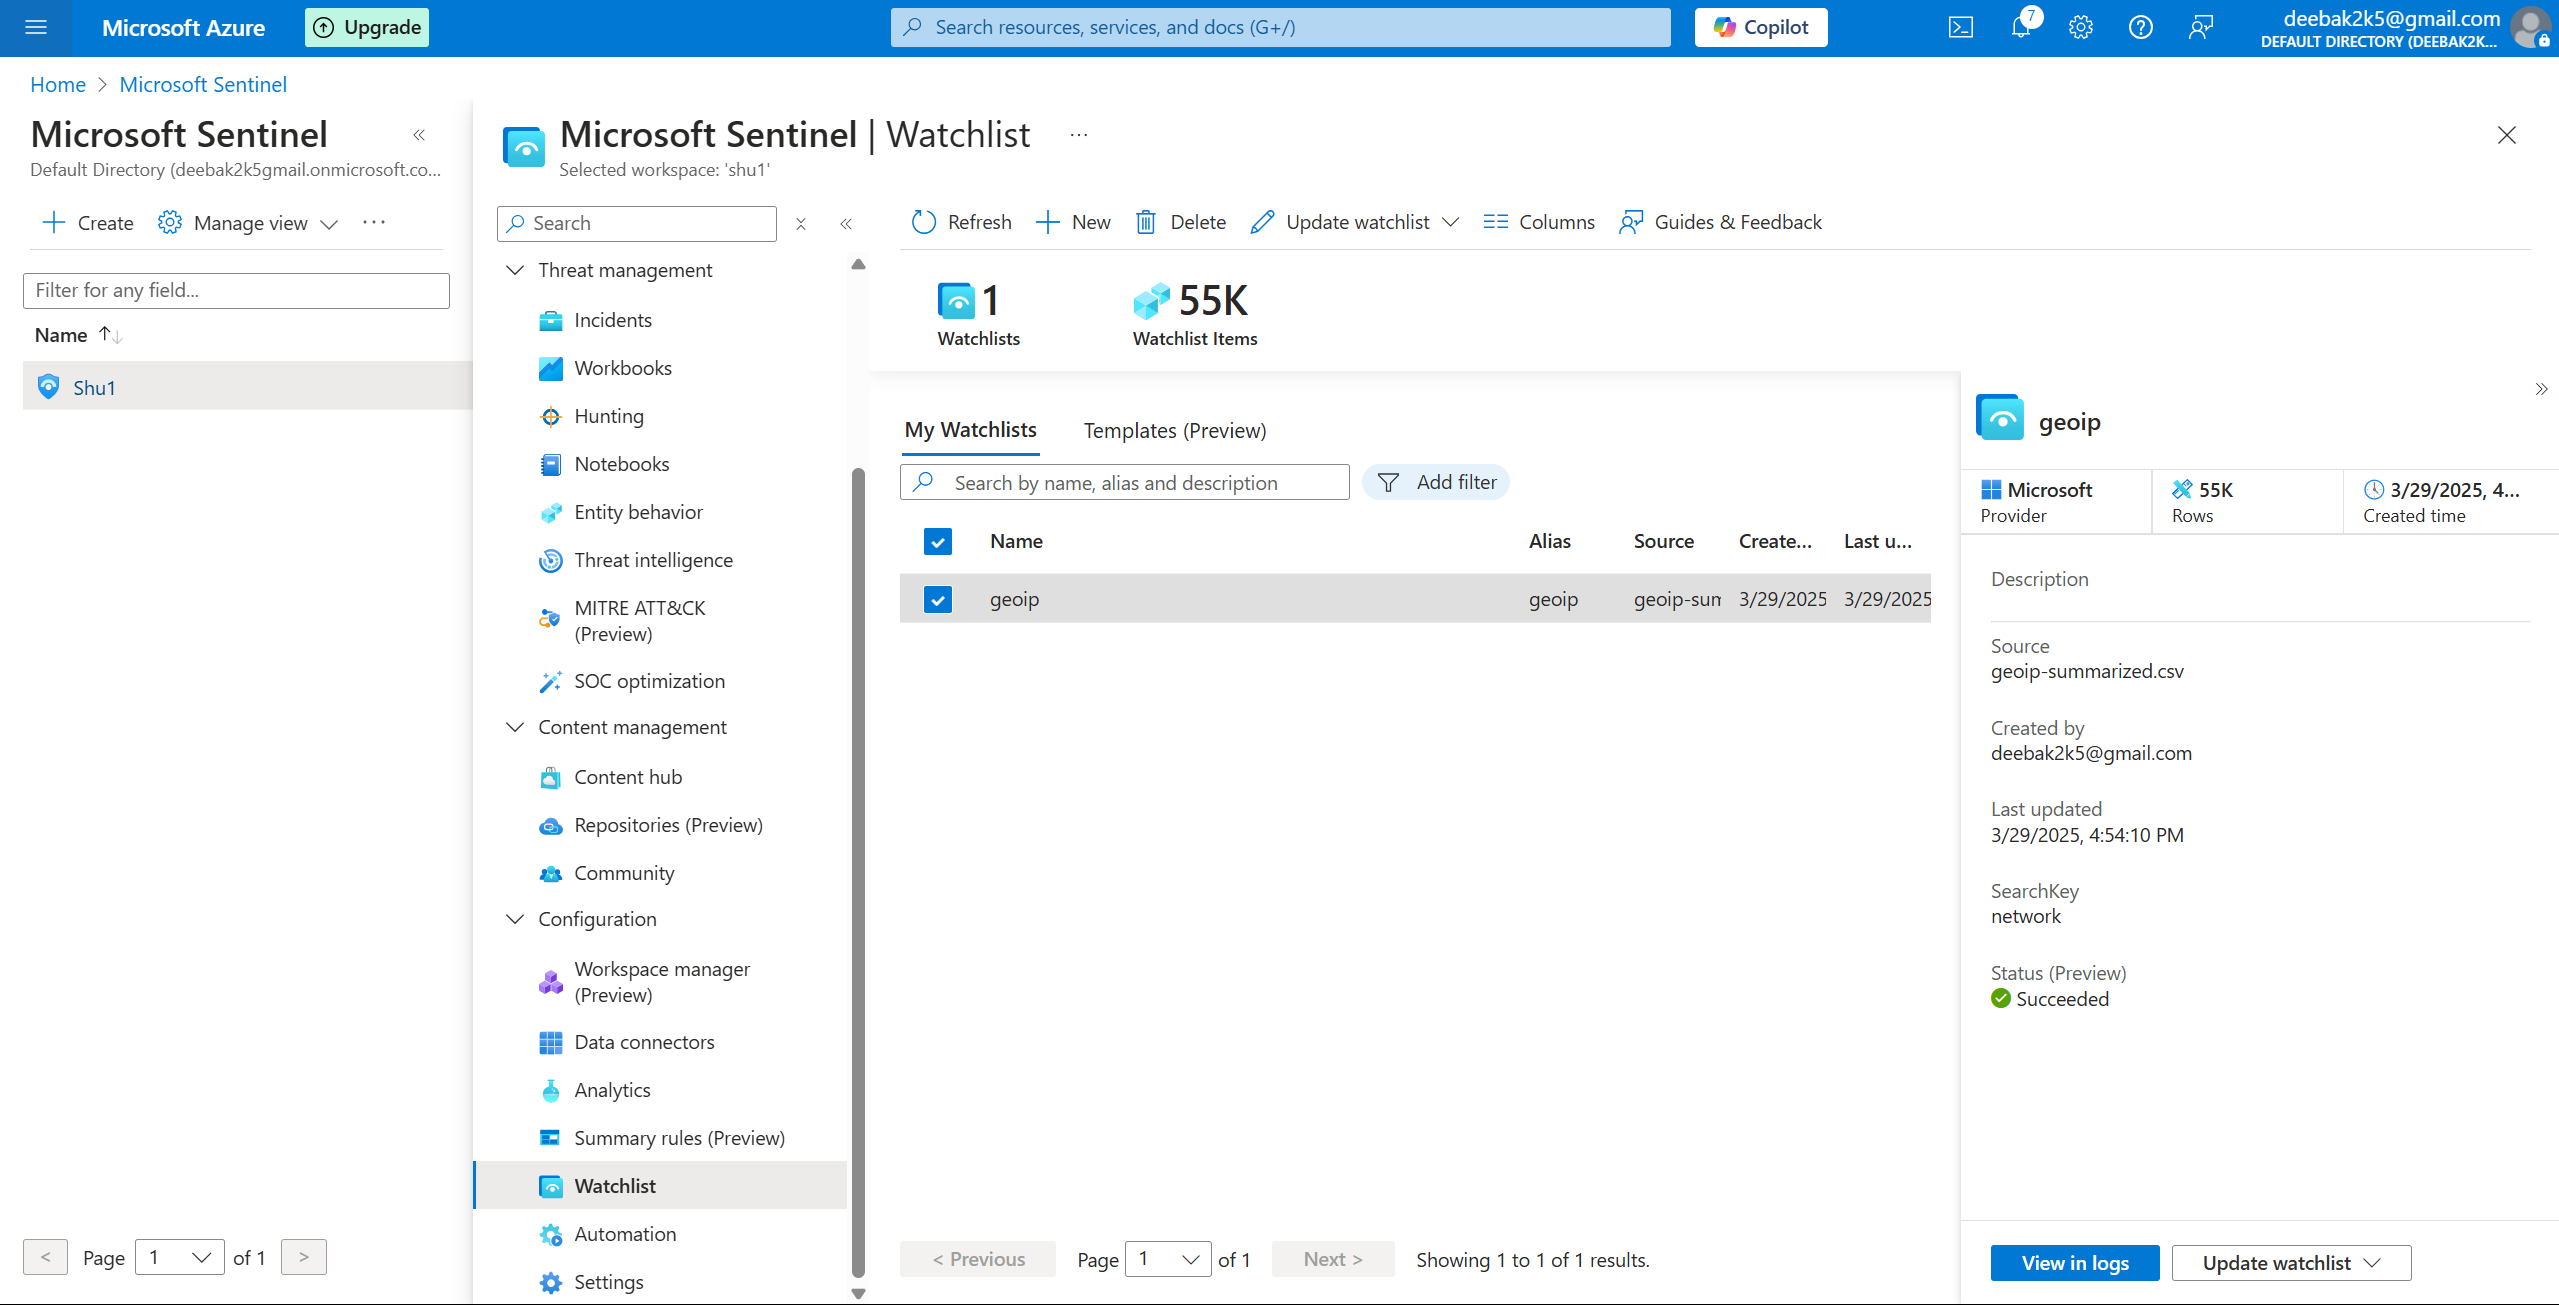 Microsoft Azure
Upgrade
Search resources, services, and docs (G+/)
Copilot
7
deebak2k5@gmail.com
DEFAULT DIRECTORY (DEEBAK2K...
Home > Microsoft Sentinel
Microsoft Sentinel
Default Directory (deebak2k5gmail.onmicrosoft.co...
Create
Manage view
Filter for any field...
Name
Shu1
< Page 1 of 1 >
Microsoft Sentinel | Watchlist
Selected workspace: 'shu1'
Search
Threat management
Incidents
Workbooks
Hunting
Notebooks
Entity behavior
Threat intelligence
MITRE ATT&CK
(Preview)
SOC optimization
Content management
Content hub
Repositories (Preview)
Community
Configuration
Workspace manager
(Preview)
Data connectors
Analytics
Summary rules (Preview)
Watchlist
Automation
Settings
Refresh
New
Delete
Update watchlist
Columns
Guides & Feedback
1
Watchlists
55K
Watchlist Items
My Watchlists
Templates (Preview)
Search by name, alias and description
Add filter
Name Alias Source Create... Last u...
geoip geoip geoip-sum 3/29/2025 3/29/2025
< Previous Page 1 of 1 Next > Showing 1 to 1 of 1 results.
geoip
Microsoft
Provider
55K
Rows
3/29/2025, 4...
Created time
Description
Source
geoip-summarized.csv
Created by
deebak2k5@gmail.com
Last updated
3/29/2025, 4:54:10 PM
SearchKey
network
Status (Preview)
Succeeded
View in logs
Update watchlist